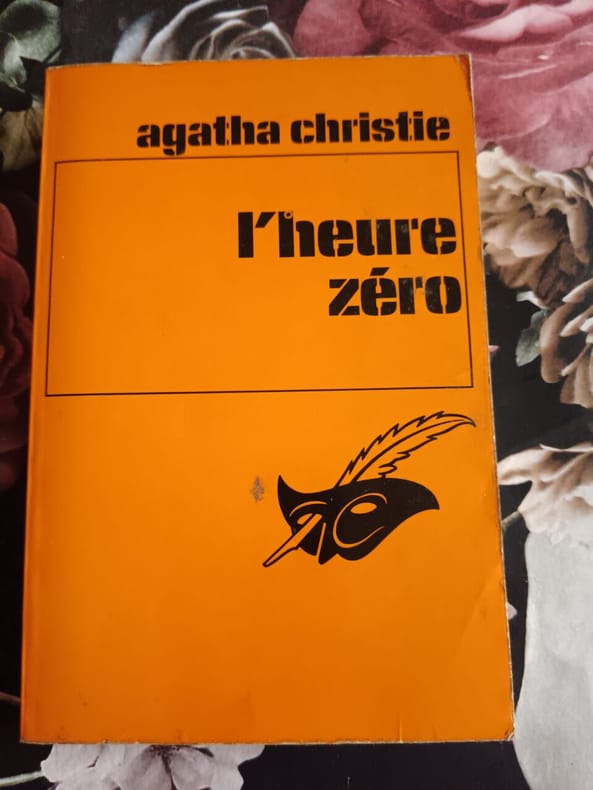 agatha christie
l'heure
zéro